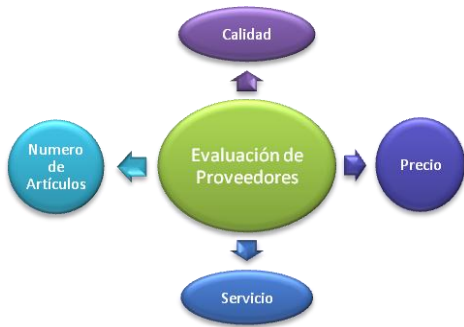 Calidad
Numero
de
Artículos
Evaluación de
Proveedores
Precio
Servicio